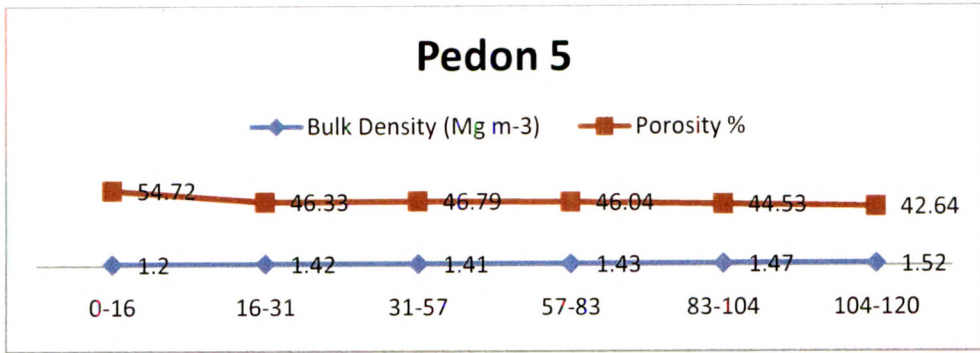 Pedon 5
Bulk Density (Mg m-3) Porosity %
54.72 46.33 46.79 46.04 44.53 42.64
1.2 1.42 1.41 1.43 1.47 1.52
0-16 16-31 31-57 57-83 83-104 104-120